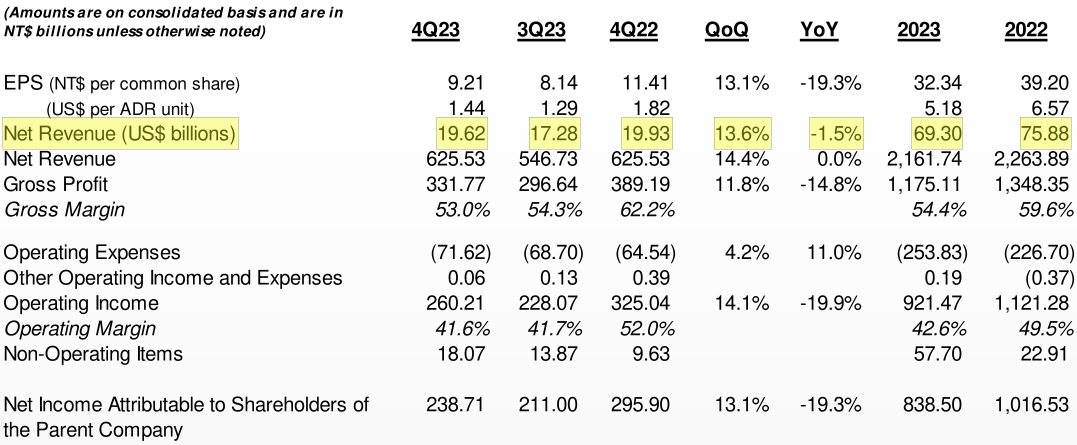 (Amounts are on consolidated basis and are in
NT$ billions unless otherwise noted) 4Q23 3Q23 4Q22 QoQ YoY 2023 2022
EPS (NT$ per common share) 9.21 8.14 11.41 13.1% -19.3% 32.34 39.20
(US$ per ADR unit) 1.44 1.29 1.82 5.18 6.57
Net Revenue (US$ billions) 19.62 17.28 19.93 13.6% -1.5% 69.30 75.88
Net Revenue 625.53 546.73 625.53 14.4% 0.0% 2,161.74 2,263.89
Gross Profit 331.77 296.64 389.19 11.8% -14.8% 1,175.11 1,348.35
Gross Margin 53.0% 54.3% 62.2% 54.4% 59.6%
Operating Expenses (71.62) (68.70) (64.54) 4.2% 11.0% (253.83) (226.70)
Other Operating Income and Expenses 0.06 0.13 0.39 0.19 (0.37)
Operating Income 260.21 228.07 325.04 14.1% -19.9% 921.47 1,121.28
Operating Margin 41.6% 41.7% 52.0% 42.6% 49.5%
Non-Operating Items 18.07 13.87 9.63 57.70 22.91
Net Income Attributable to Shareholders of 238.71 211.00 295.90 13.1% -19.3% 838.50 1,016.53
the Parent Company